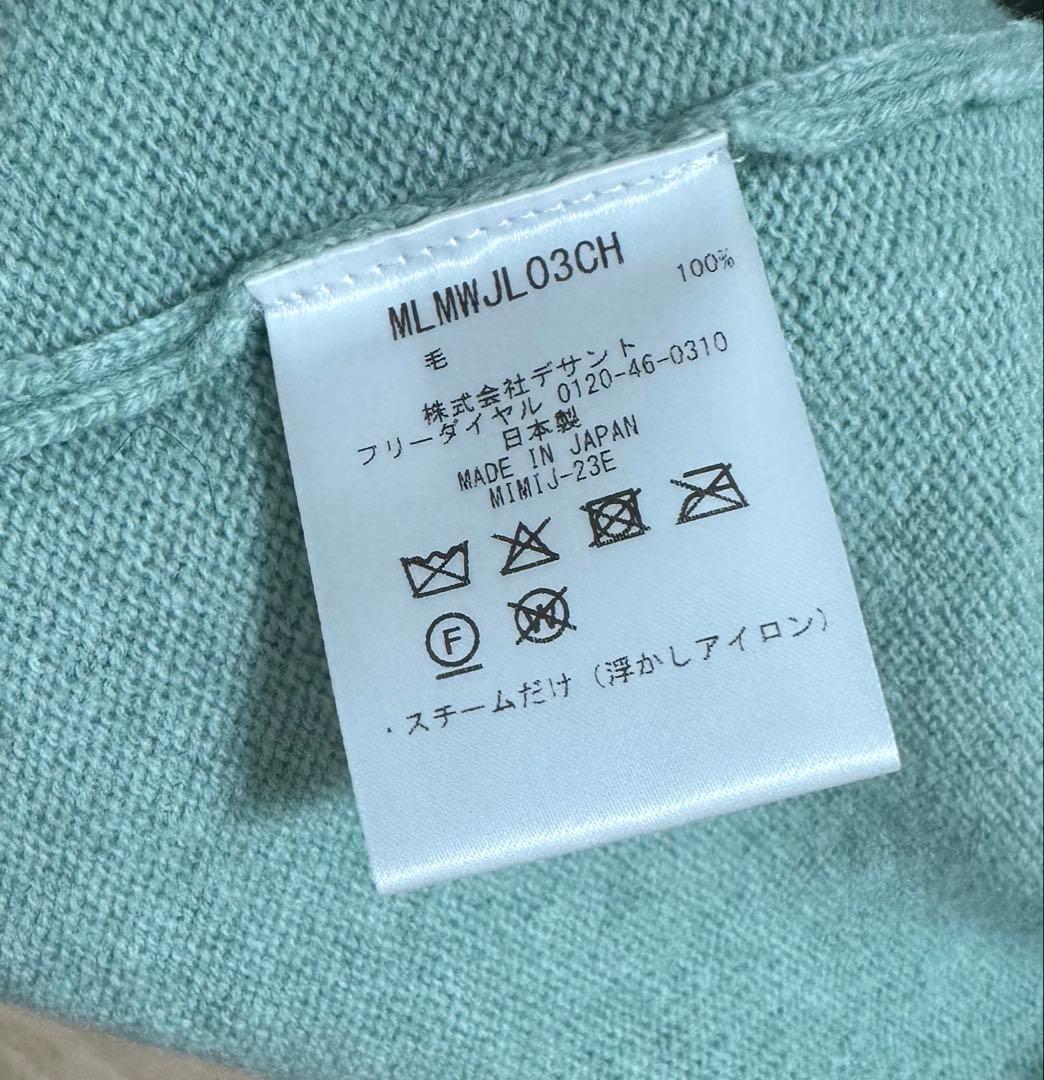 MLMWJL03CH
毛 100%
株式会社デサント
フリーダイヤル 0120-46-0310
日本製
MADE IN JAPAN
MIMIJ-23E
F W
・スチームだけ(浮かしアイロン)